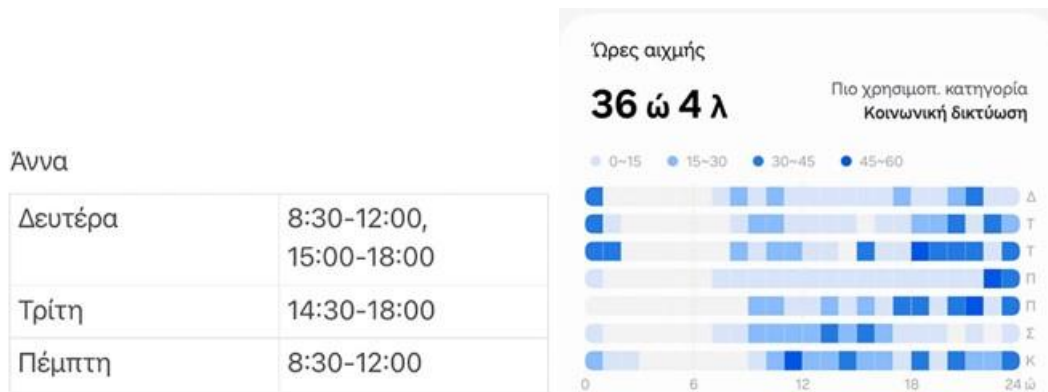 Άννα
Δευτέρα 8:30-12:00,
15:00-18:00
Τρίτη 14:30-18:00
Πέμπτη 8:30-12:00
Ώρες αιχμής
36 ώ 4 λ
Πιο χρησιμοπ. κατηγορία
Κοινωνική δικτύωση
0~15 15~30 30~45 45~60
Δ
Τ
Τ
Π
Π
Σ
Κ
0 6 12 18 24 ώ